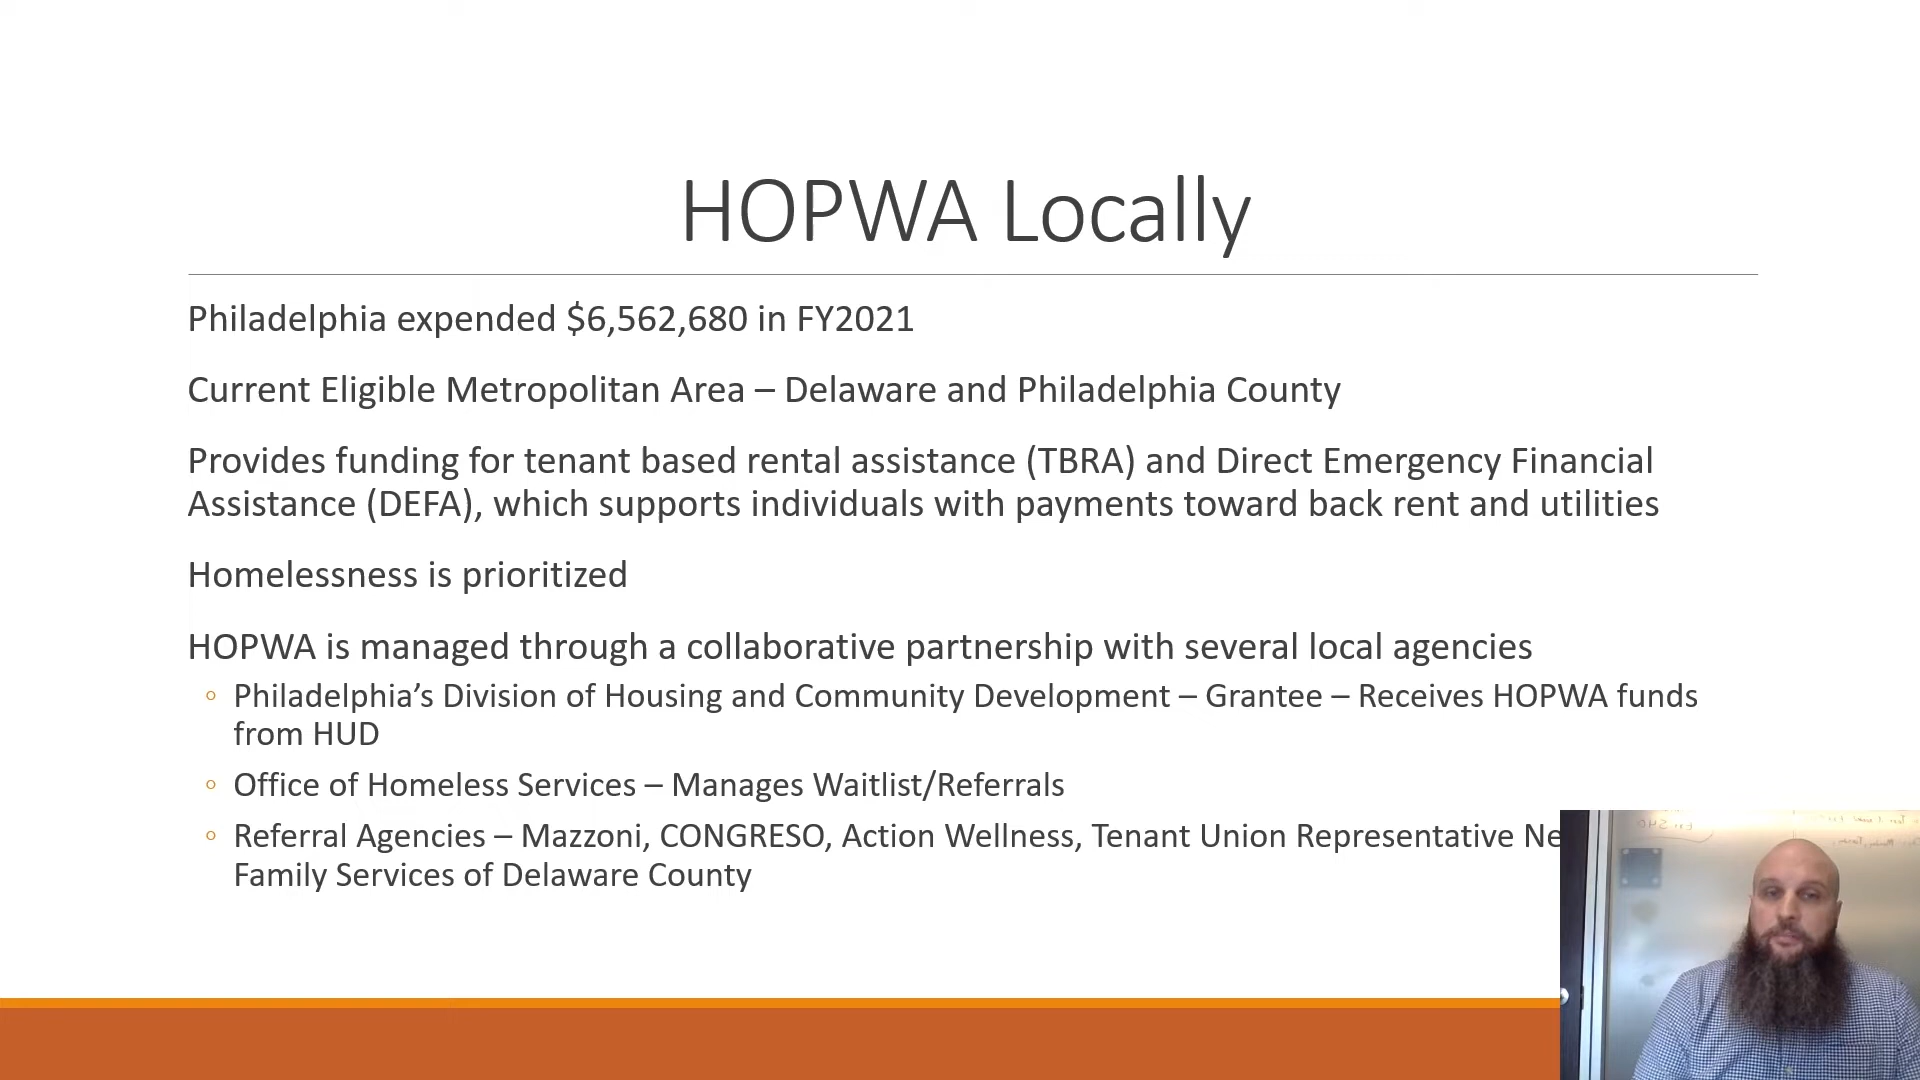 HOPWA Locally
Philadelphia expended $6,562,680 in FY2021
Current Eligible Metropolitan Area – Delaware and Philadelphia County
Provides funding for tenant based rental assistance (TBRA) and Direct Emergency Financial
Assistance (DEFA), which supports individuals with payments toward back rent and utilities
Homelessness is prioritized
HOPWA is managed through a collaborative partnership with several local agencies
◦ Philadelphia’s Division of Housing and Community Development – Grantee – Receives HOPWA funds
from HUD
◦ Office of Homeless Services – Manages Waitlist/Referrals
◦ Referral Agencies – Mazzoni, CONGRESO, Action Wellness, Tenant Union Representative
Family Services of Delaware County